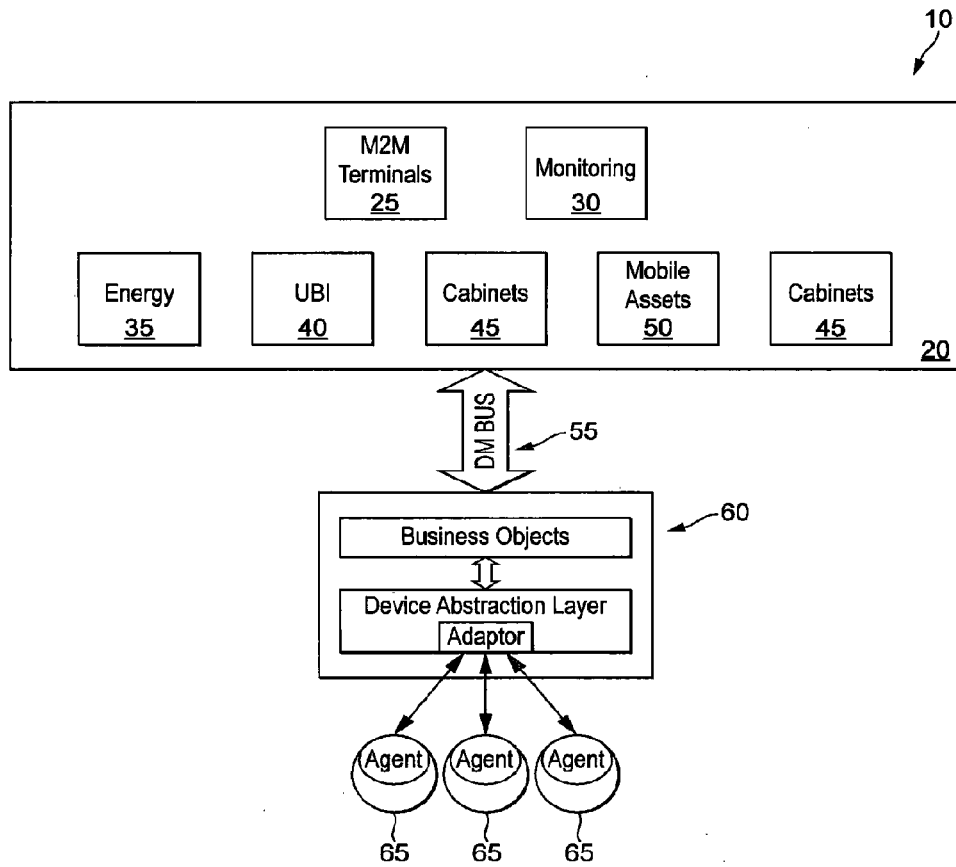 10
M2M
Terminals
25
Monitoring
30
Energy
35
UBI
40
Cabinets
45
Mobile
Assets
50
Cabinets
45
20
DM BUS
55
60
Business Objects
Device Abstraction Layer
Adaptor
Agent
Agent
Agent
65
65
65